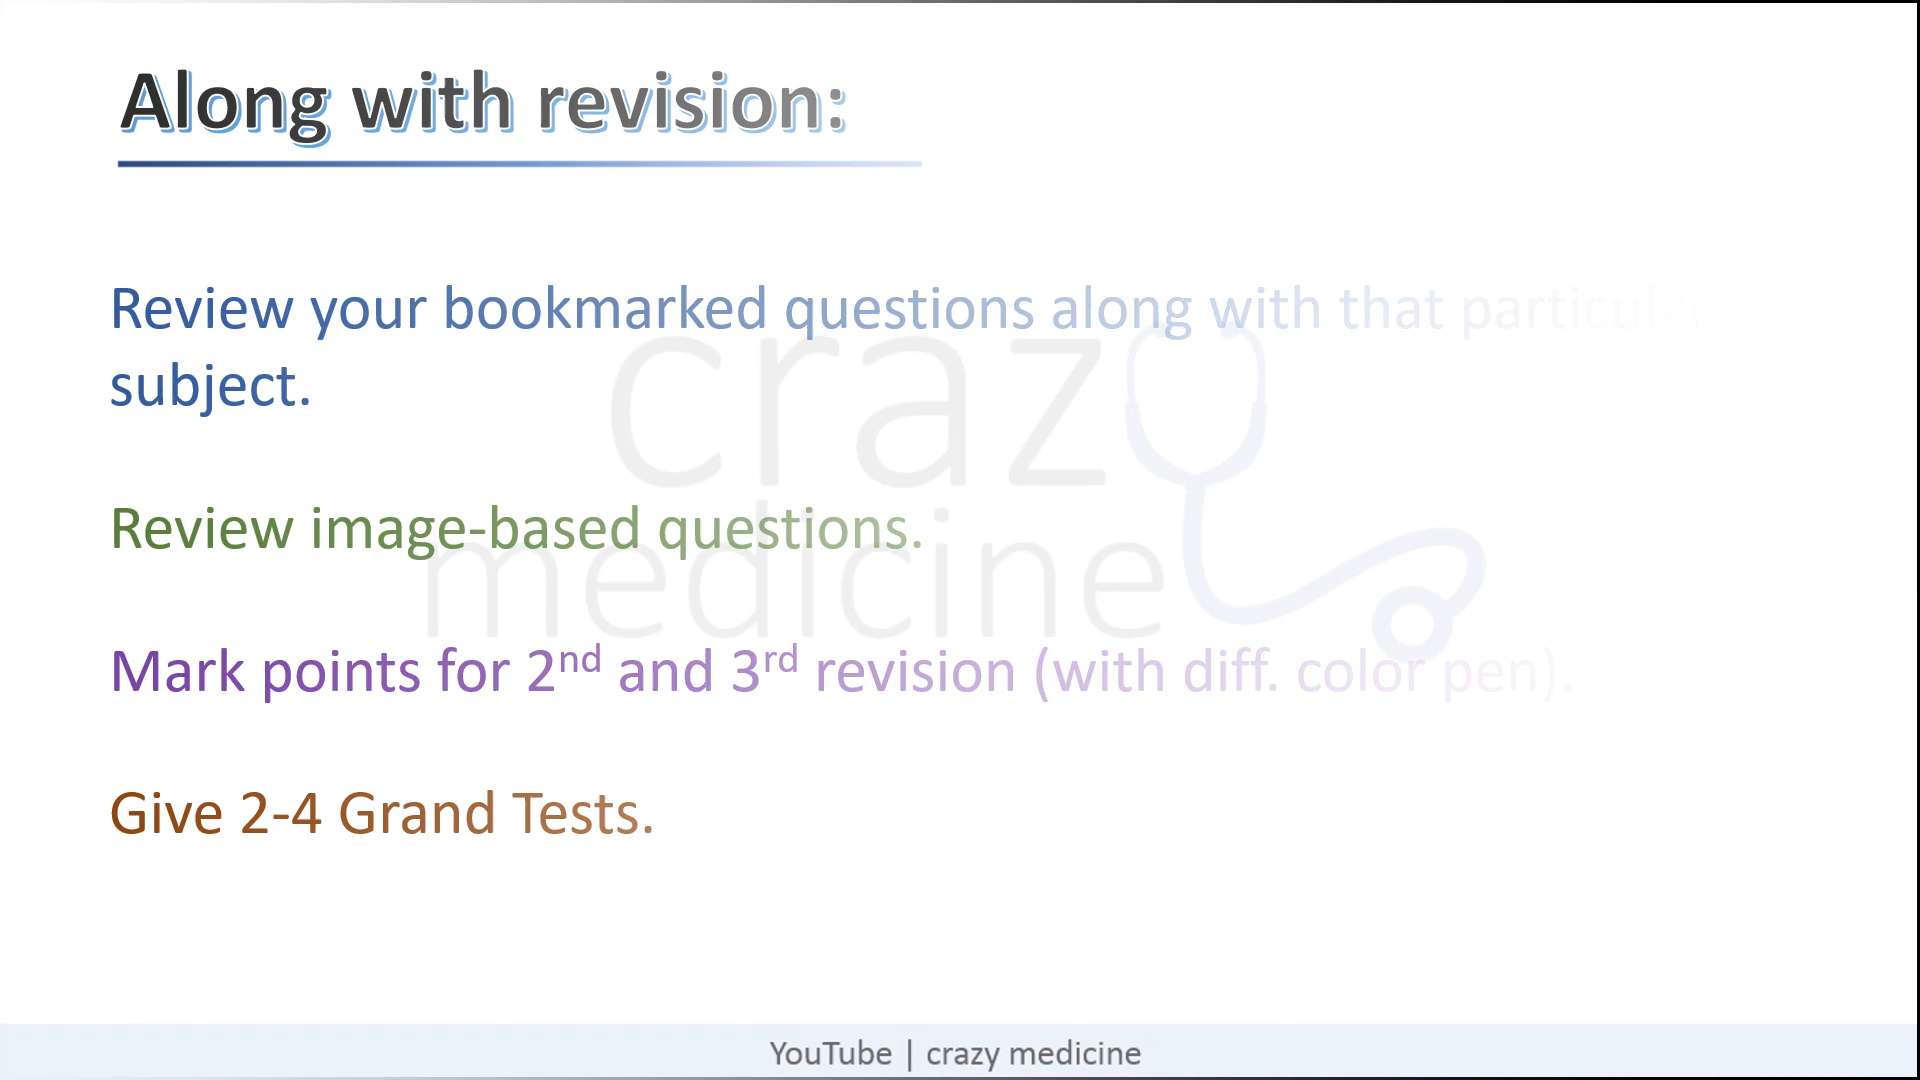 Along with revision:
Review your bookmarked questions along with that particular
subject.
crazy
medicine
Review image-based questions.
Mark points for 2nd and 3rd revision (with diff. color pen).
Give 2-4 Grand Tests.
YouTube | crazy medicine